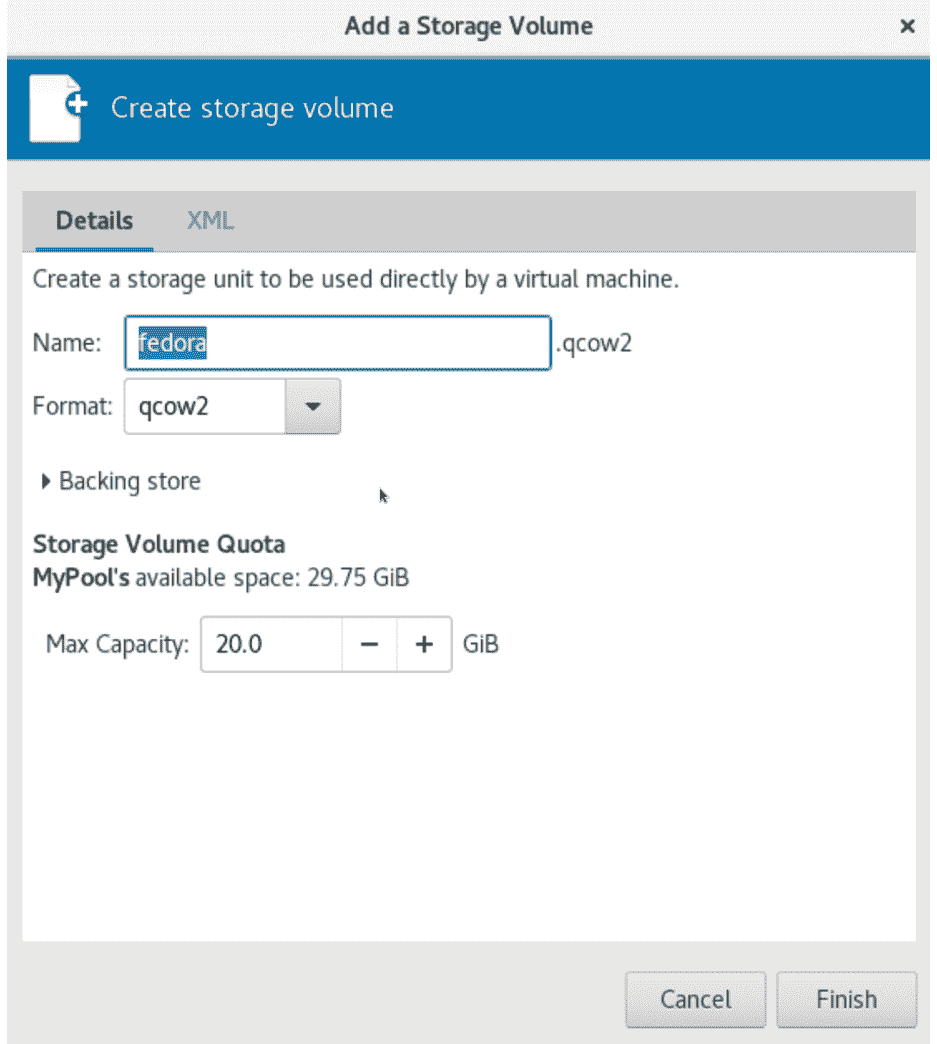 Add a Storage Volume ×
Create storage volume
Details XML
Create a storage unit to be used directly by a virtual machine.
Name: fedora .qcow2
Format: qcow2
Backing store
Storage Volume Quota
MyPool's available space: 29.75 GiB
Max Capacity: 20.0 − + GiB
Cancel Finish